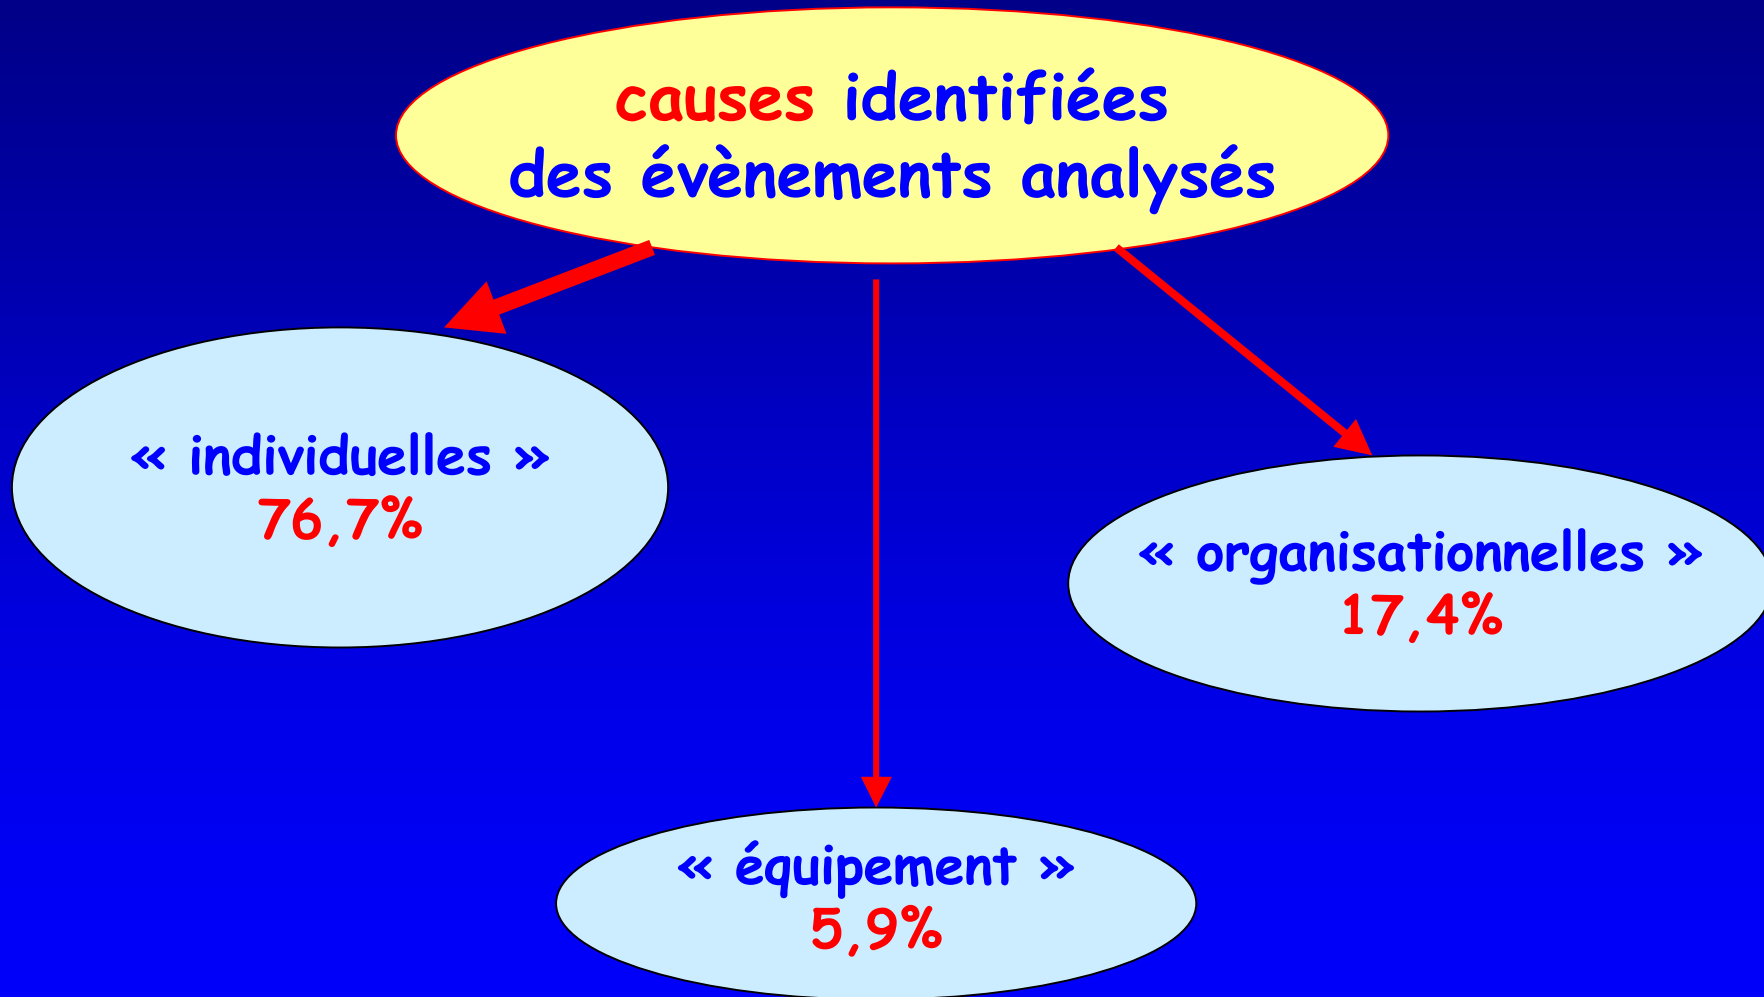 causes identifiées
des évènements analysés
« individuelles »
76,7%
« organisationnelles »
17,4%
« équipement »
5,9%